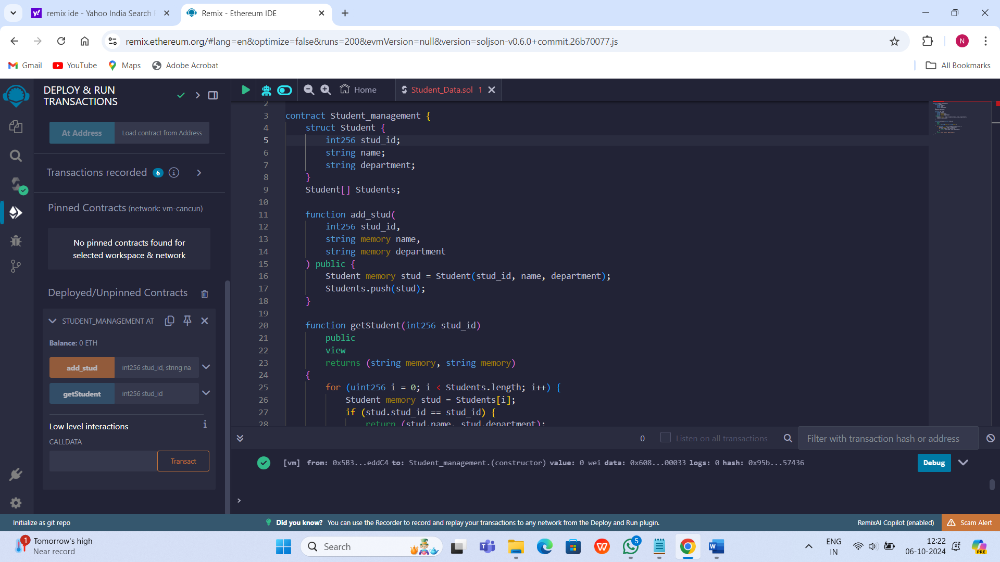 remix ide - Yahoo India Search
Remix - Ethereum IDE
remix.ethereum.org/#lang=en&optimize=false&runs=200&evmVersion=null&version=soljson-v0.6.0+commit.26b70077.js
N
Gmail
YouTube
Maps
Adobe Acrobat
All Bookmarks
DEPLOY & RUN
TRANSACTIONS
At Address
Load contract from Address
Transactions recorded 6
Pinned Contracts (network: vm-cancun)
No pinned contracts found for
selected workspace & network
Deployed/Unpinned Contracts
STUDENT_MANAGEMENT AT
Balance: 0 ETH
add_stud
int256 stud_id, string na
getStudent
int256 stud_id
Low level interactions
CALLDATA
Transact
Home
Student_Data.sol 1
2
3 contract Student_management {
4 struct Student {
5 int256 stud_id;
6 string name;
7 string department;
8 }
9 Student[] Students;
10
11 function add_stud(
12 int256 stud_id,
13 string memory name,
14 string memory department
15 ) public {
16 Student memory stud = Student(stud_id, name, department);
17 Students.push(stud);
18 }
19
20 function getStudent(int256 stud_id)
21 public
22 view
23 returns (string memory, string memory)
24 {
25 for (uint256 i = 0; i < Students.length; i++) {
26 Student memory stud = Students[i];
27 if (stud.stud_id == stud_id) {
28 return (stud.name, stud.department);
0
Listen on all transactions
Filter with transaction hash or address
[vm] from: 0x5B3...eddC4 to: Student_management.(constructor) value: 0 wei data: 0x608...00033 logs: 0 hash: 0x95b...57436
Debug
>
Initialize as git repo
Did you know? You can use the Recorder to record and replay your transactions to any network from the Deploy and Run plugin.
RemixAI Copilot (enabled)
Scam Alert
1
Tomorrow's high
Near record
Search
5
ENG
IN
12:22
06-10-2024
PRE